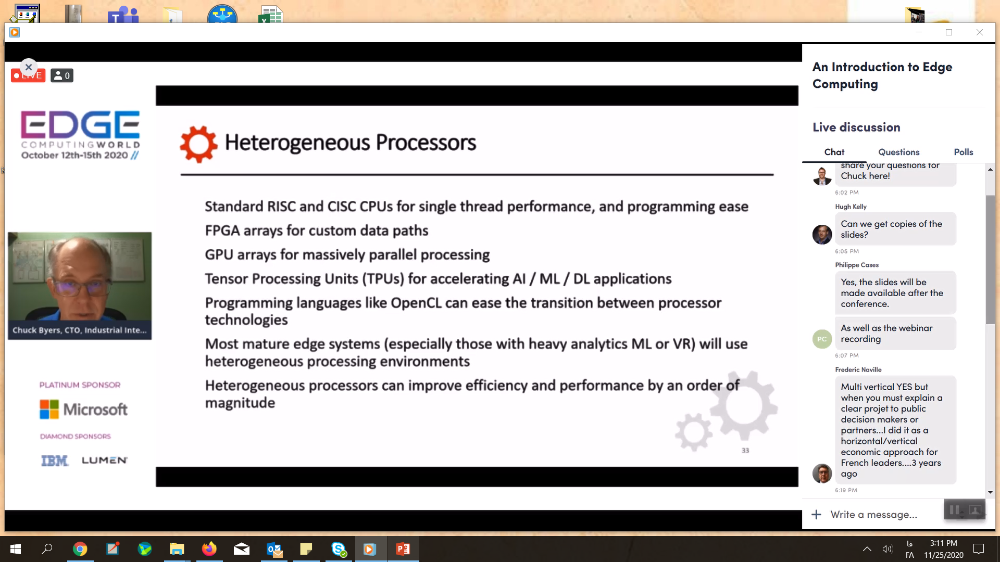 LIVE
0
EDGE
COMPUTINGWORLD
October 12th-15th 2020 //
Chuck Byers, CTO, Industrial Inte...
PLATINUM SPONSOR
Microsoft
DIAMOND SPONSORS
IBM LUMEN
Heterogeneous Processors
Standard RISC and CISC CPUs for single thread performance, and programming ease
FPGA arrays for custom data paths
GPU arrays for massively parallel processing
Tensor Processing Units (TPUs) for accelerating AI / ML / DL applications
Programming languages like OpenCL can ease the transition between processor
technologies
Most mature edge systems (especially those with heavy analytics ML or VR) will use
heterogeneous processing environments
Heterogeneous processors can improve efficiency and performance by an order of
magnitude
33
An Introduction to Edge
Computing
Live discussion
Chat Questions Polls
share your questions for
Chuck here!
6:02 PM
Hugh Kelly
Can we get copies of the
slides?
6:05 PM
Philippe Cases
Yes, the slides will be
made available after the
conference.
As well as the webinar
recording
PC
6:07 PM
Frederic Naville
Multi vertical YES but
when you must explain a
clear projet to public
decision makers or
partners...I did it as a
horizontal/vertical
economic approach for
French leaders....3 years
ago
6:19 PM
Write a message...
فا
FA
3:11 PM
11/25/2020